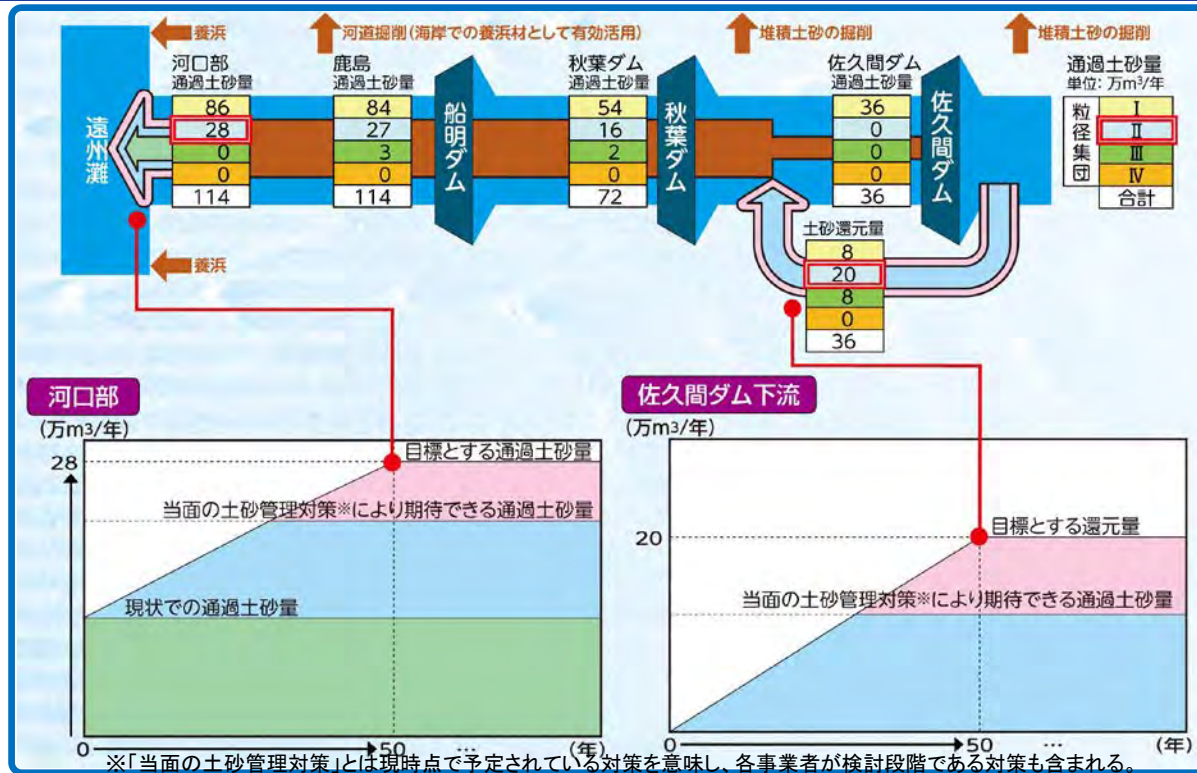 養浜
河道掘削(海岸での養浜材として有効活用)
堆積土砂の掘削
堆積土砂の掘削
河口部
通過土砂量
86
28
0
0
114
鹿島
通過土砂量
84
27
3
0
114
秋葉ダム
通過土砂量
54
16
2
0
72
佐久間ダム
通過土砂量
36
0
0
0
36
通過土砂量
単位: 万m³/年
粒径集団
I
II
III
IV
合計
遠州灘
船明ダム
秋葉ダム
佐久間ダム
養浜
土砂還元量
8
20
8
0
36
河口部
(万m³/年)
28
目標とする通過土砂量
当面の土砂管理対策※により期待できる通過土砂量
現状での通過土砂量
0
50
…
(年)
佐久間ダム下流
(万m³/年)
20
目標とする還元量
当面の土砂管理対策※により期待できる通過土砂量
0
50
…
(年)
※「当面の土砂管理対策」とは現時点で予定されている対策を意味し、各事業者が検討段階である対策も含まれる。